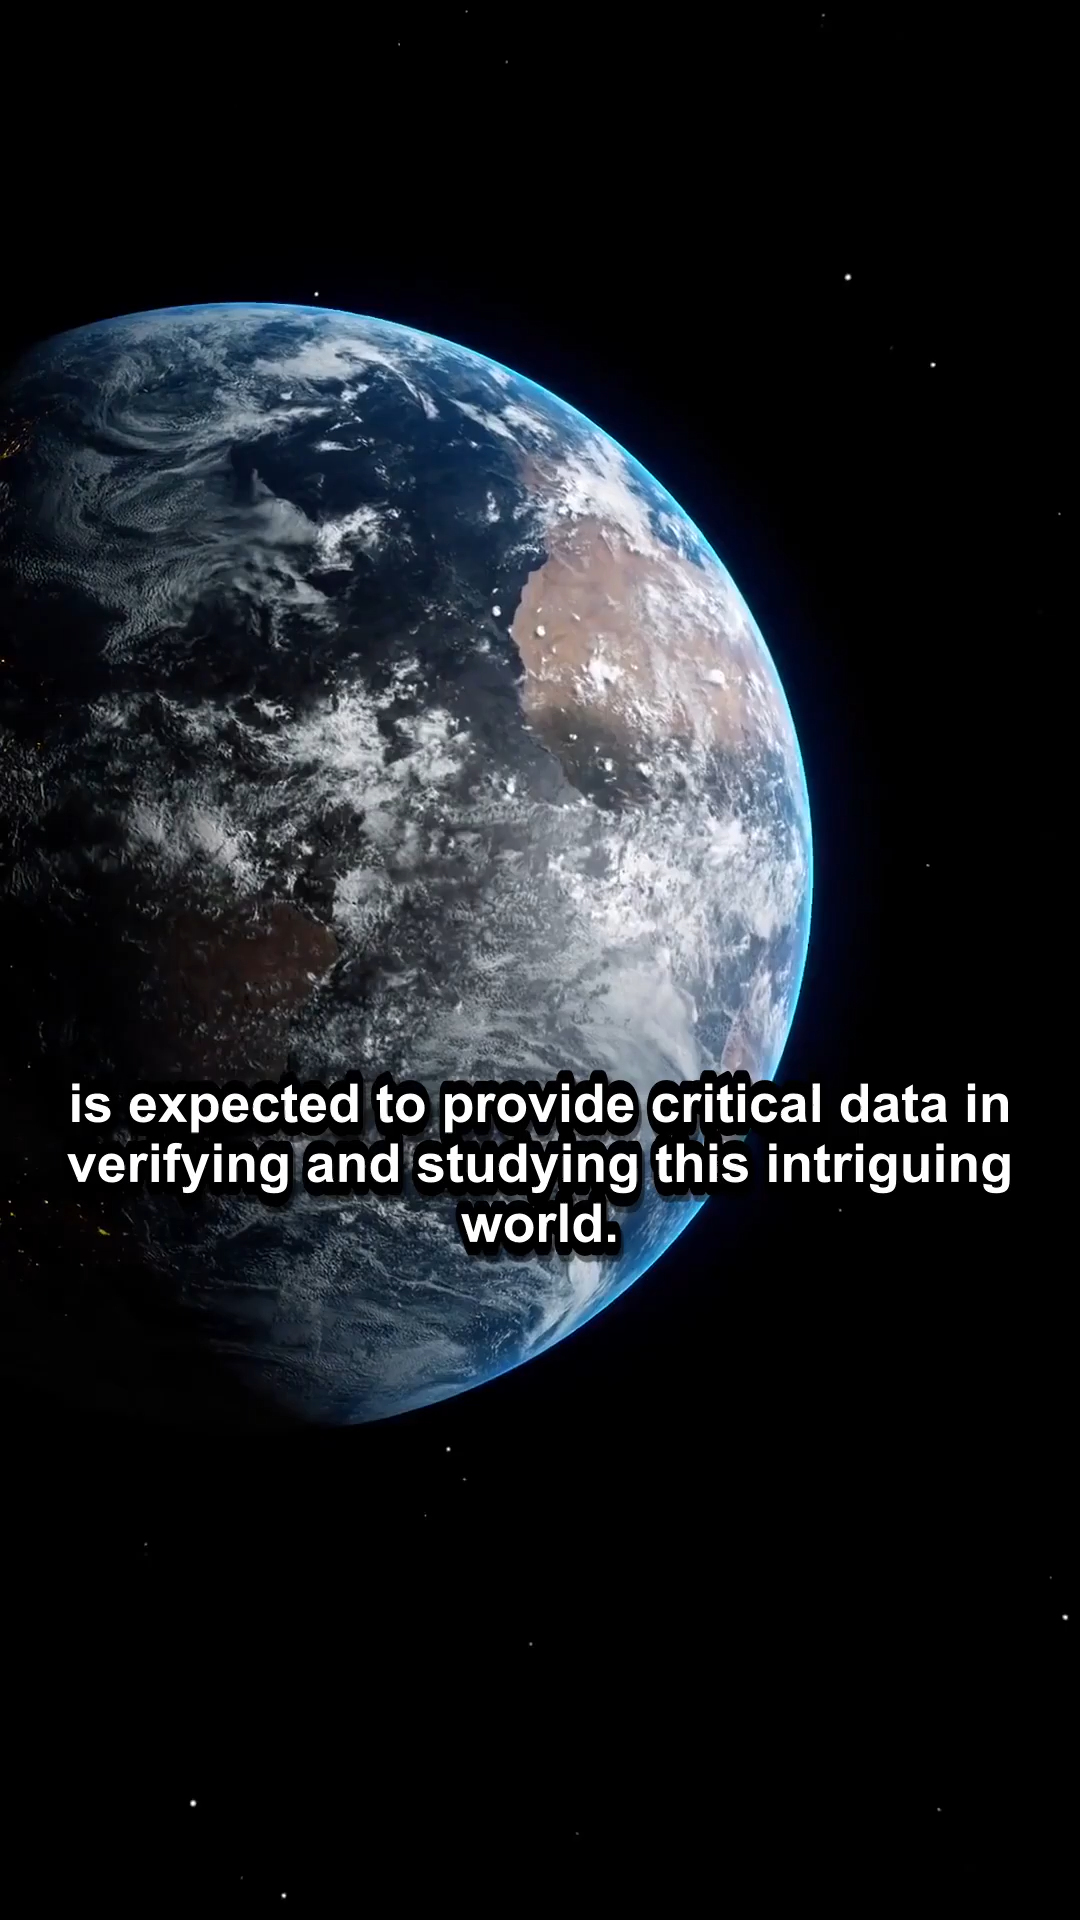 is expected to provide critical data in
verifying and studying this intriguing
world.